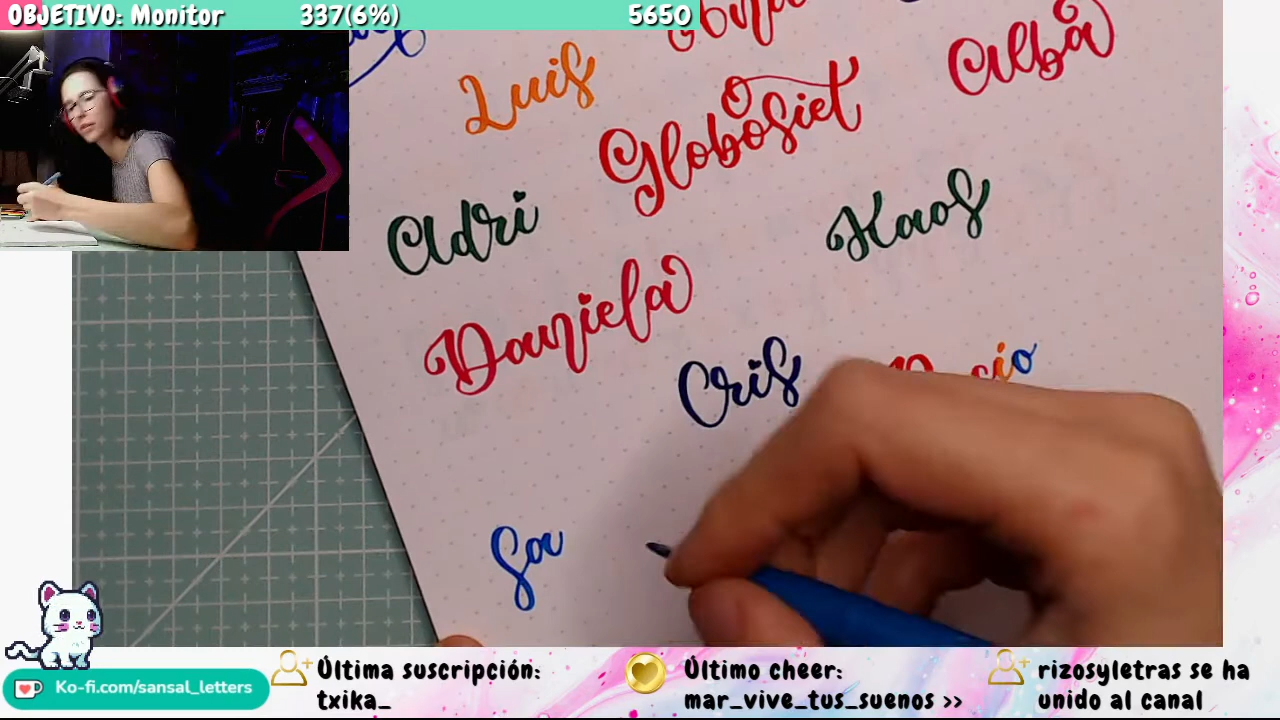 OBJETIVO: Monitor 337(6%) 5650
Luis
Globosiet
Alba
Adri
Kaos
Daniela
Cris
Sa
Ko-fi.com/sansal_letters
Última suscripción:
txika_
Último cheer:
mar_vive_tus_suenos >>
rizosyletras se ha
unido al canal